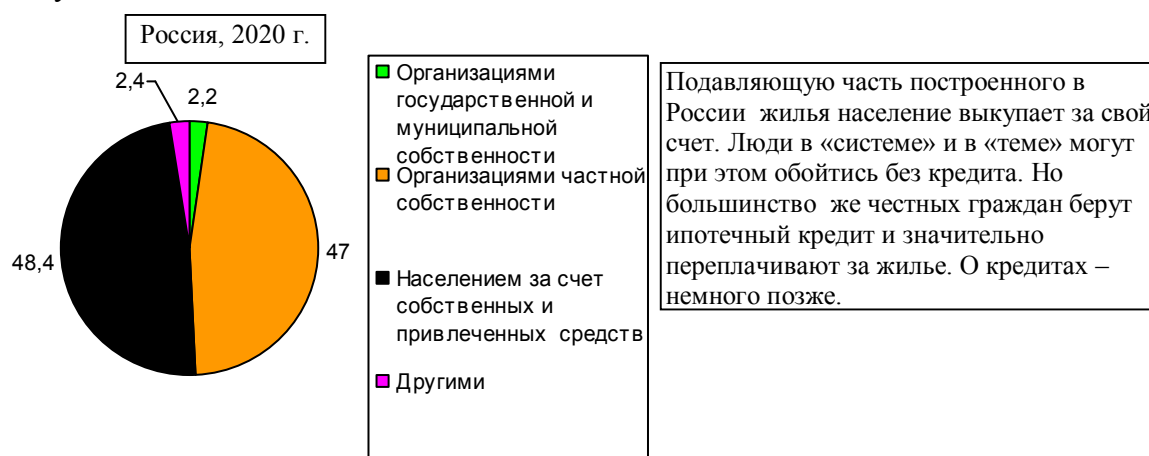 Россия, 2020 г.
2,4
2,2
48,4
47
Организациями
государственной и
муниципальной
собственности
Организациями частной
собственности
Населением за счет
собственных и
привлеченных средств
Другими
Подавляющую часть построенного в
России жилья население выкупает за свой
счет. Люди в «системе» и в «теме» могут
при этом обойтись без кредита. Но
большинство же честных граждан берут
ипотечный кредит и значительно
переплачивают за жилье. О кредитах –
немного позже.